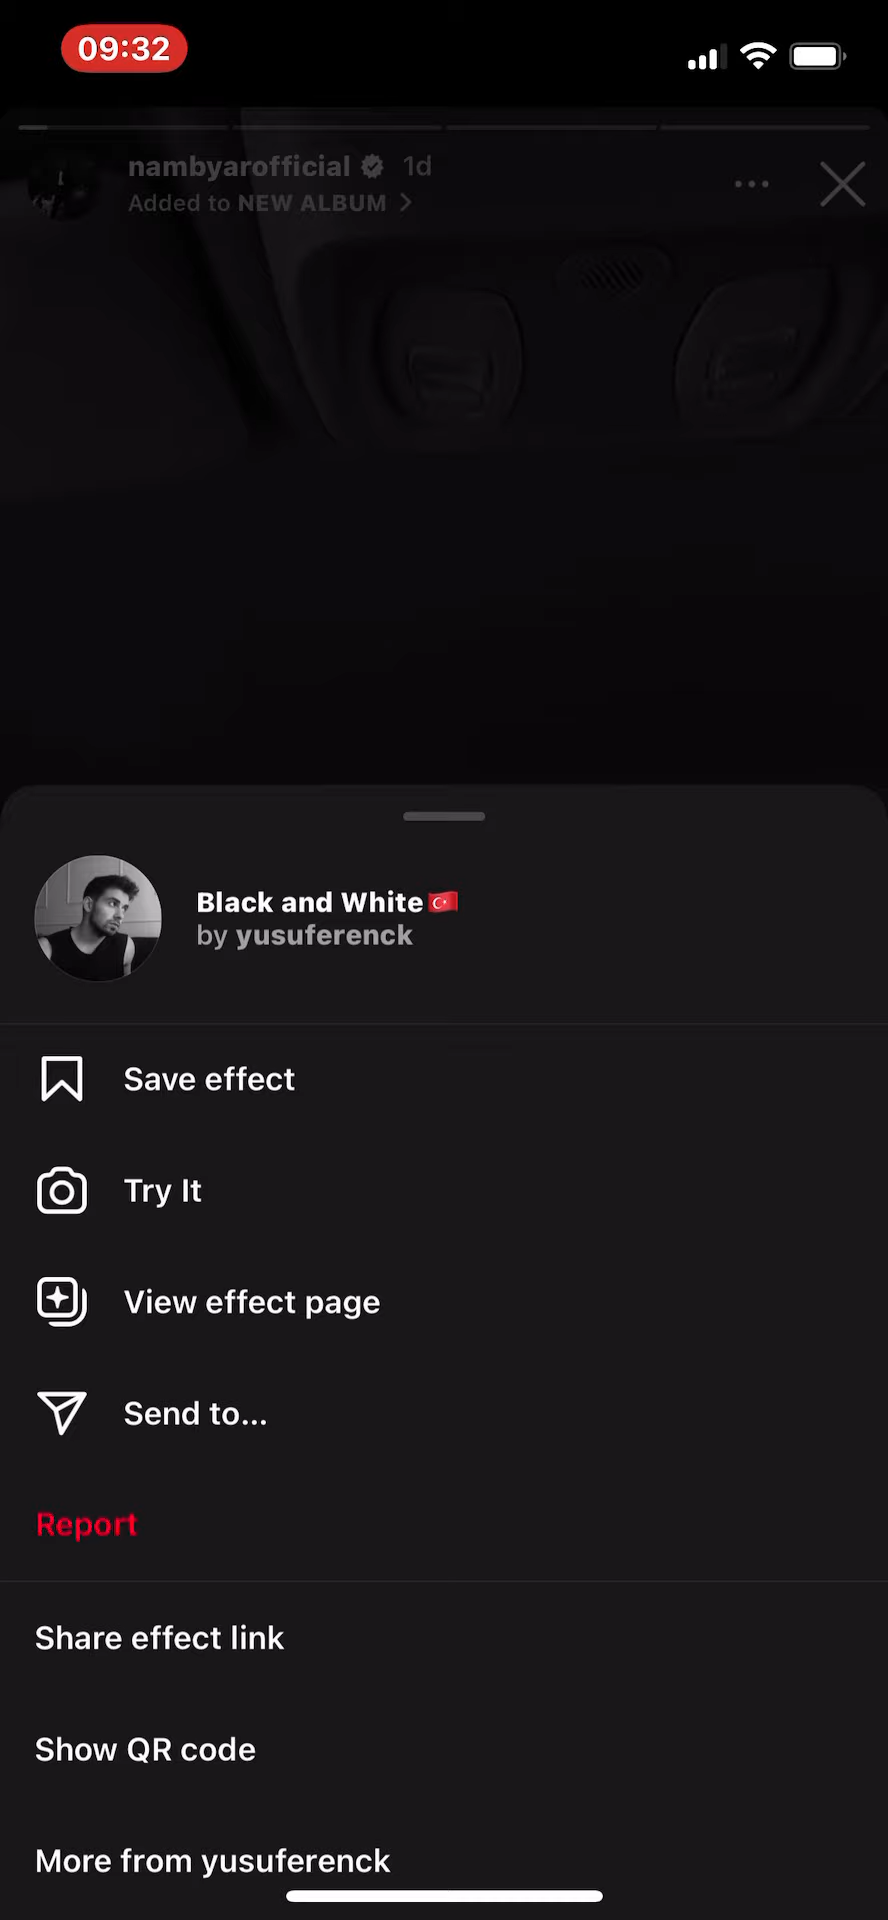 09:32
nambyarofficial 1d
Added to NEW ALBUM >
Black and White🇹🇷
by yusuferenck
Save effect
Try It
View effect page
Send to...
Report
Share effect link
Show QR code
More from yusuferenck